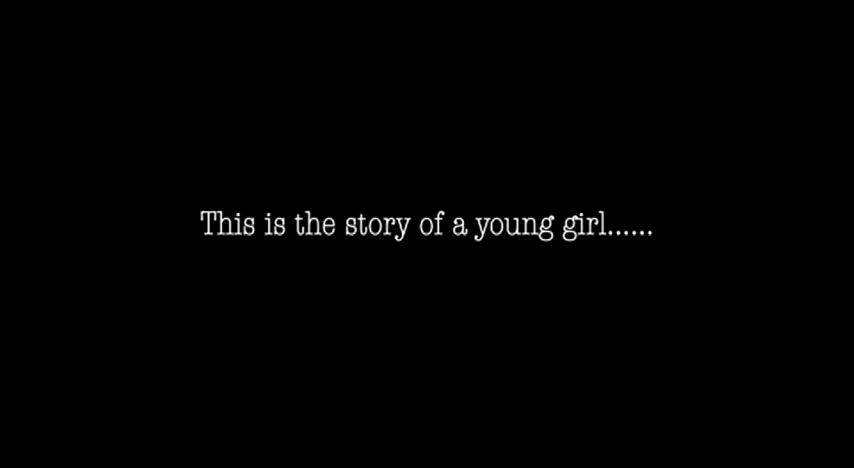 This is the story of a young girl......